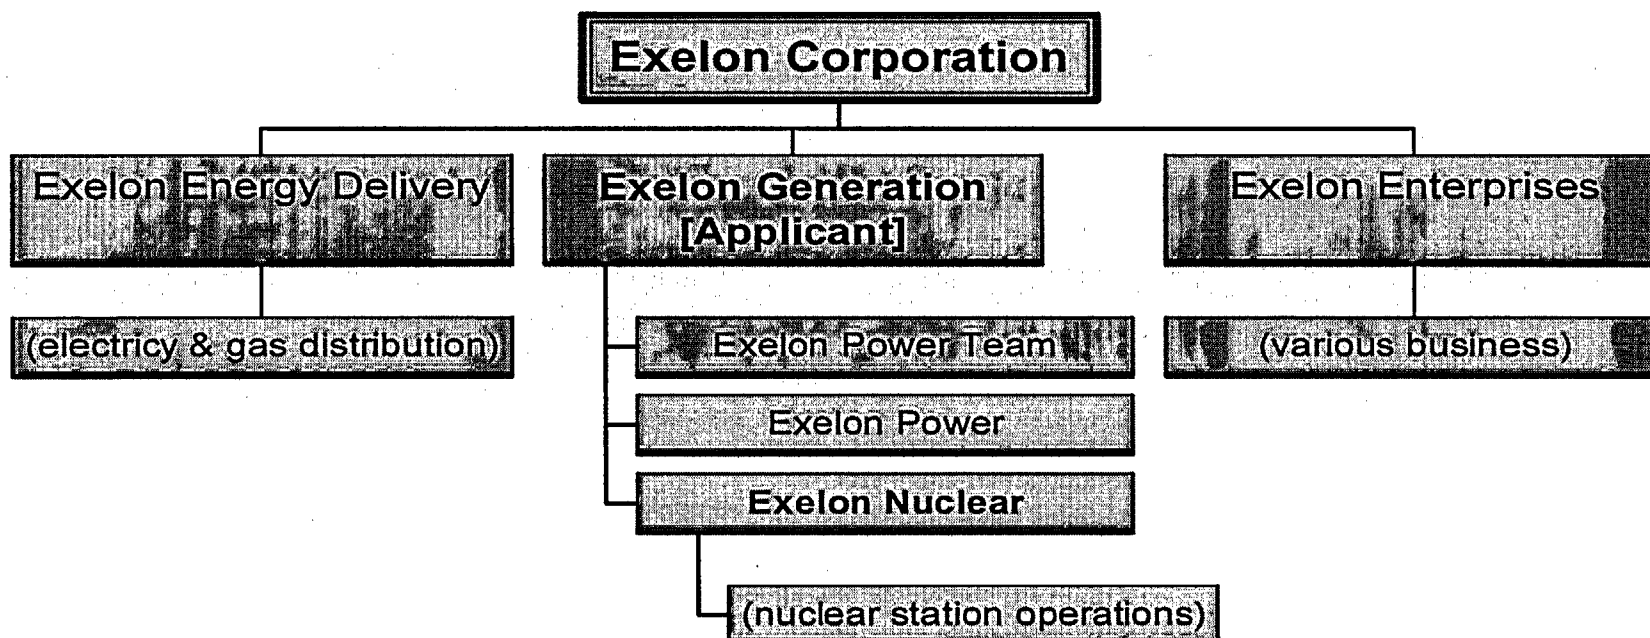 Exelon Corporation
Exelon Energy Delivery
Exelon Generation
[Applicant]
Exelon Enterprises
(electricy & gas distribution)
Exelon Power Team
(various business)
Exelon Power
Exelon Nuclear
(nuclear station operations)